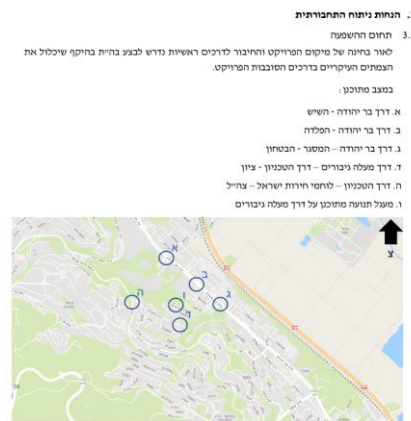 . הנחות ניתוח התחבורתית
3. תחום ההשפעה
לאור בחינה של מיקום הפרויקט והחיבור לדרכים ראשיות נדרש לבצע בה״ת בהיקף שיכלול את
הצמתים העיקריים בדרכים הסובבות הפרויקט.
במצב מתוכנן :
א. דרך בר יהודה - השיש
ב. דרך בר יהודה - הפלדה
ג. דרך בר יהודה – המסגר - הבטחון
ד. דרך מעלה גיבורים – דרך הטכניון - ציון
ה. דרך הטכניון – לוחמי חירות ישראל – צה״ל
ו. מעגל תנועה מתוכנן על דרך מעלה גיבורים
צ
א
ב
ג
ו
ה
ד